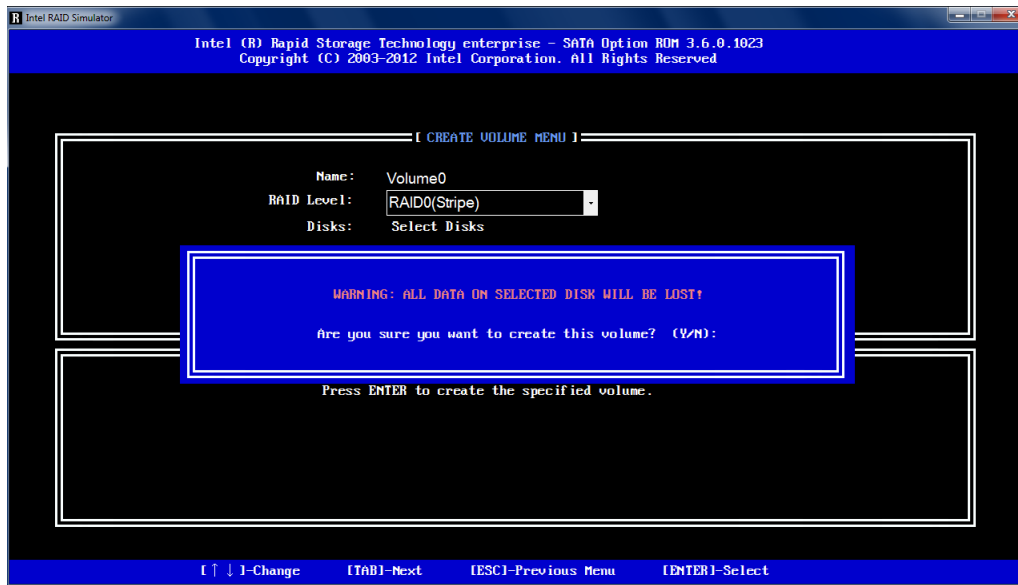 Intel RAID Simulator
Intel (R) Rapid Storage Technology enterprise - SATA Option ROM 3.6.0.1023
Copyright (C) 2003-2012 Intel Corporation. All Rights Reserved
[ CREATE VOLUME MENU ]
Name: Volume0
RAID Level: RAID0(Stripe)
Disks: Select Disks
WARNING: ALL DATA ON SELECTED DISK WILL BE LOST!
Are you sure you want to create this volume? (Y/N):
Press ENTER to create the specified volume.
[↑↓]-Change [TAB]-Next [ESC]-Previous Menu [ENTER]-Select